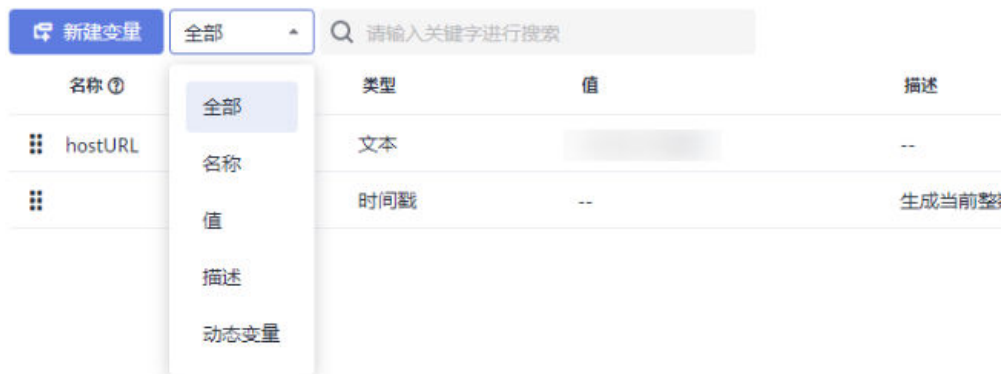 新建变量 全部 请输入关键字进行搜索
名称 ? 类型 值 描述
全部
hostURL 文本 --
名称
时间戳 -- 生成当前整
值
描述
动态变量